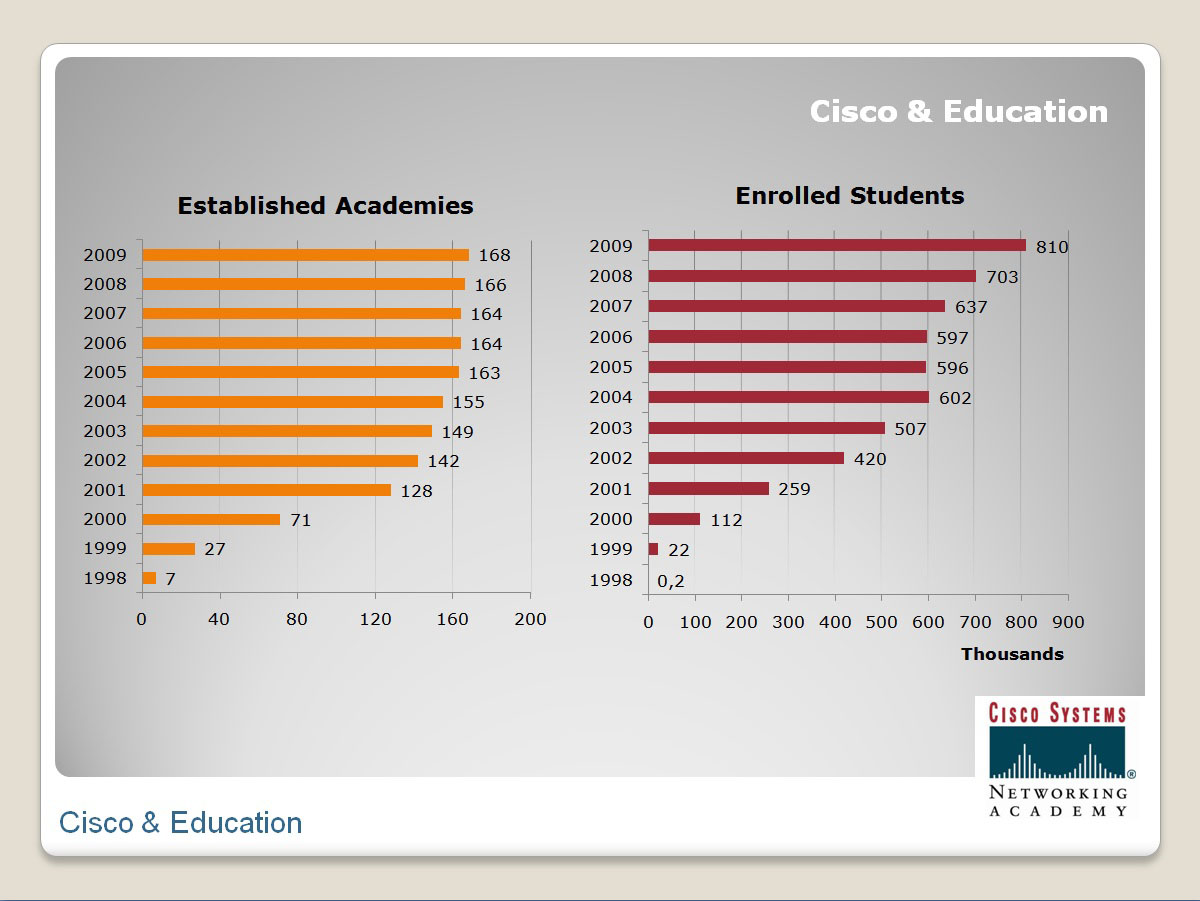 Cisco & Education
Established Academies
2009 168
2008 166
2007 164
2006 164
2005 163
2004 155
2003 149
2002 142
2001 128
2000 71
1999 27
1998 7
0 40 80 120 160 200
Enrolled Students
2009 810
2008 703
2007 637
2006 597
2005 596
2004 602
2003 507
2002 420
2001 259
2000 112
1999 22
1998 0,2
0 100 200 300 400 500 600 700 800 900
Thousands
CISCO SYSTEMS
®
NETWORKING
ACADEMY
Cisco & Education